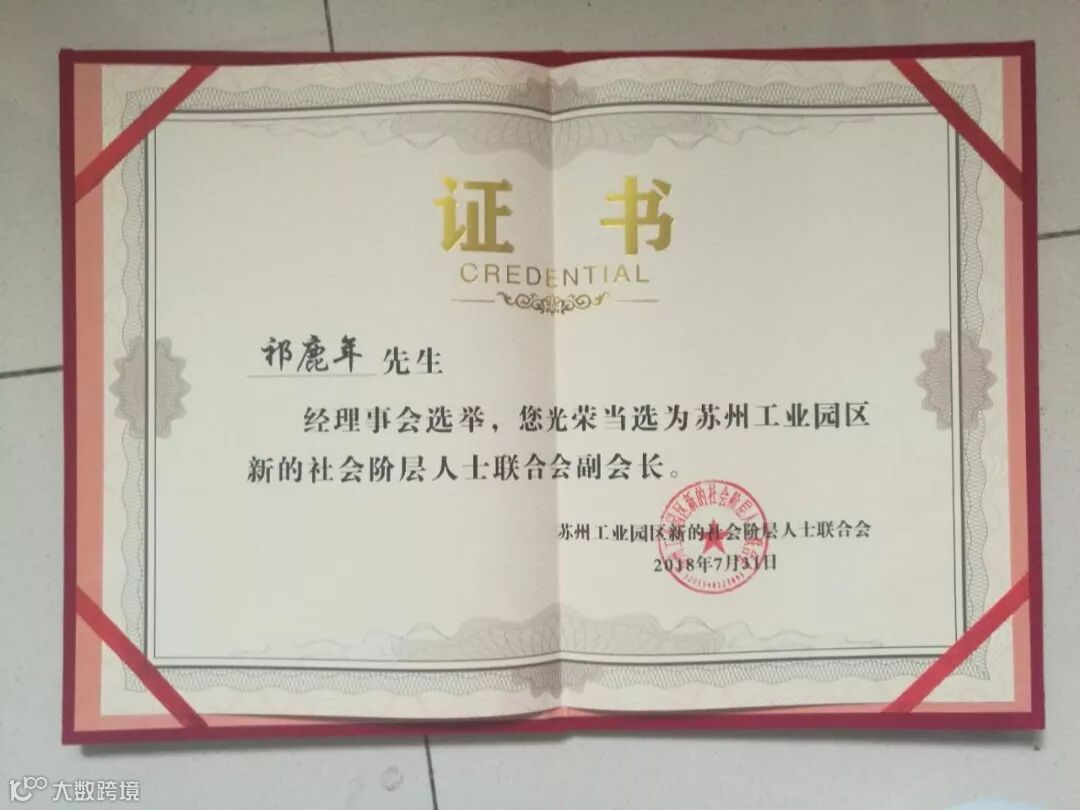 证书
CREDENTIAL
祁鹿年 先生
经理事会选举，您光荣当选为苏州工业园区
新的社会阶层人士联合会副会长。
苏州工业园区新的社会阶层人士联合会
2018年7月31日
大数跨境